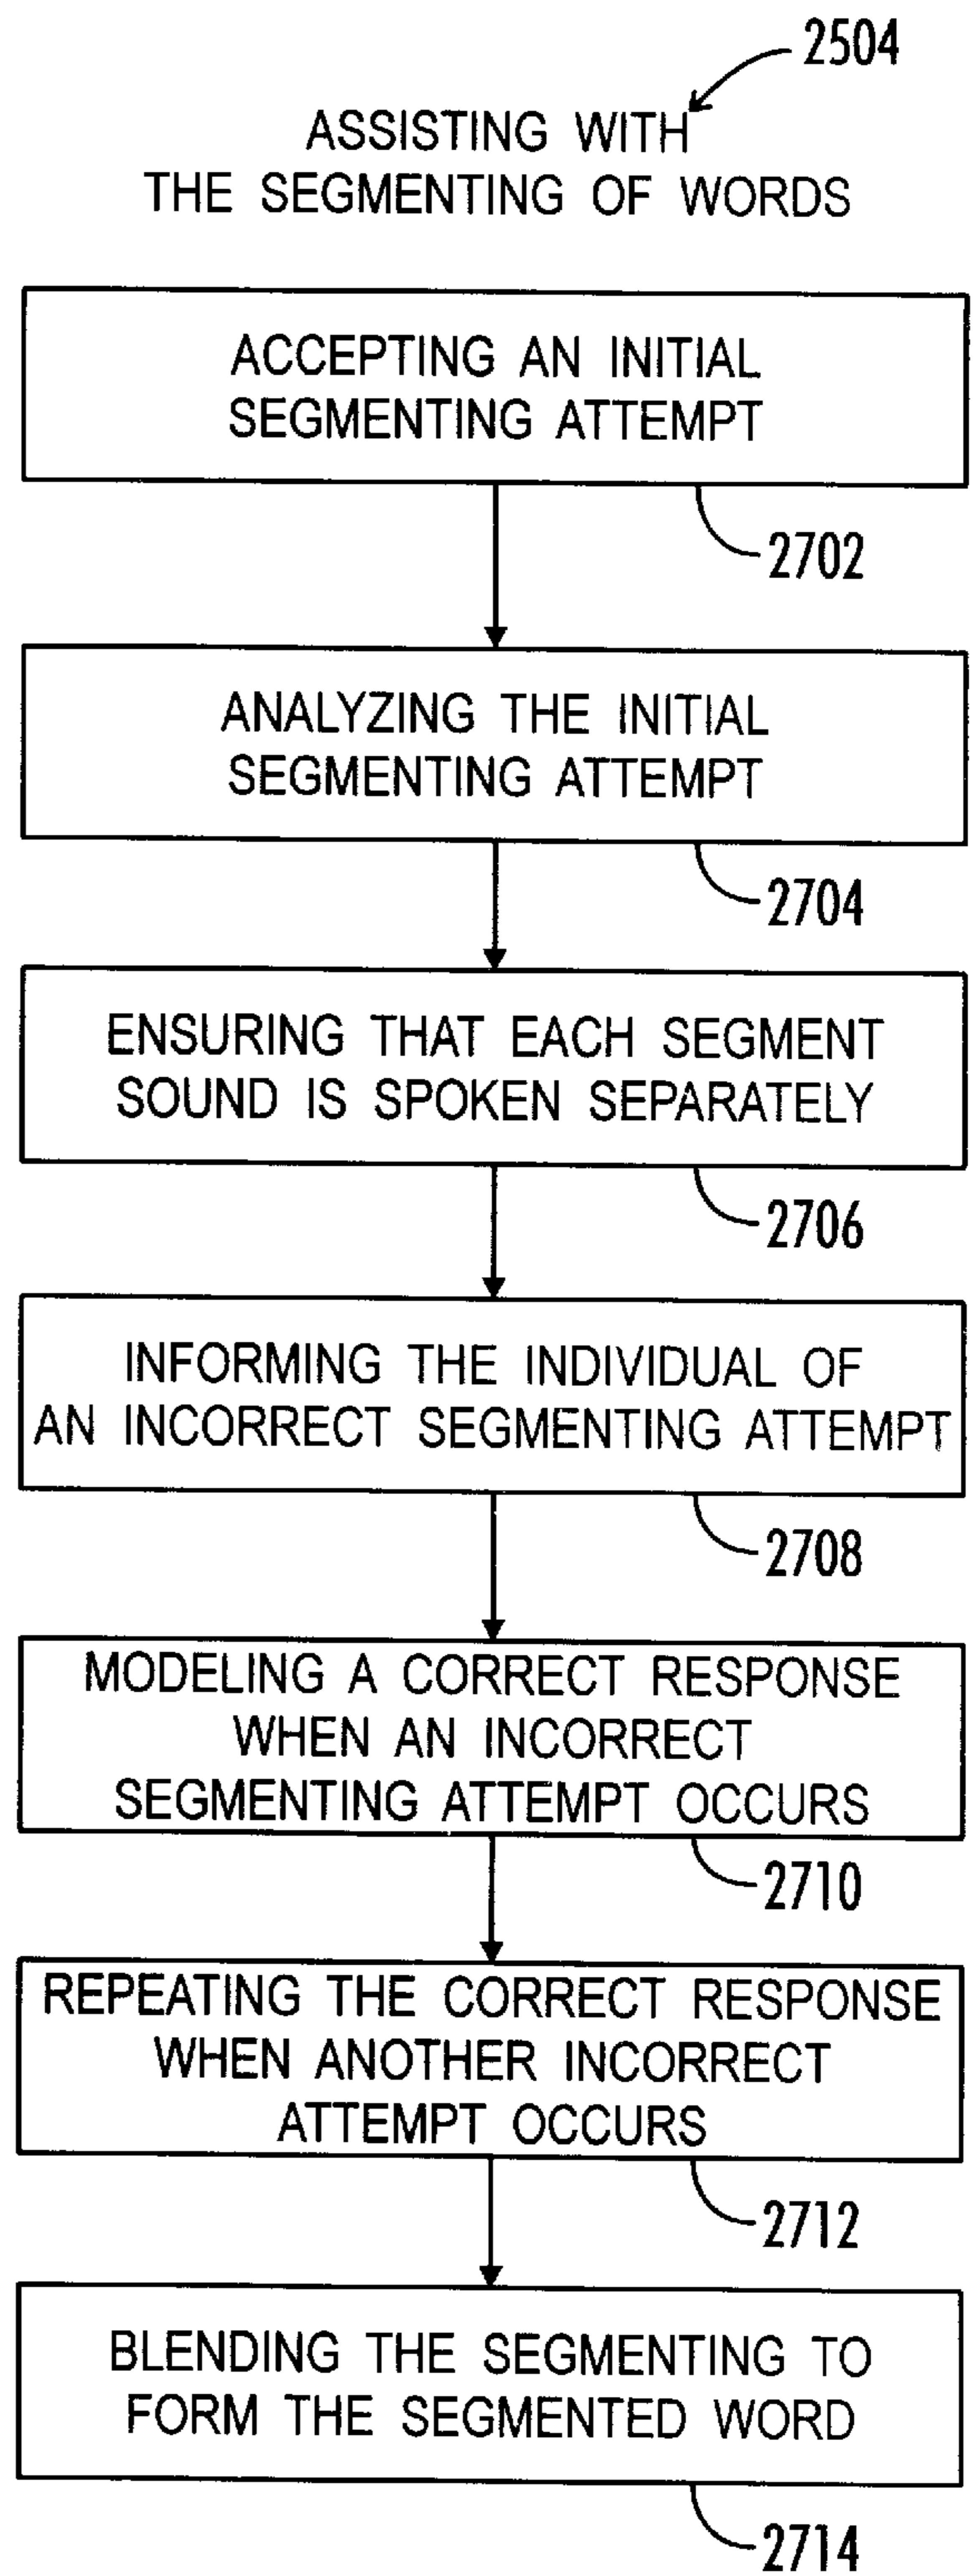 2504
ASSISTING WITH
THE SEGMENTING OF WORDS
ACCEPTING AN INITIAL
SEGMENTING ATTEMPT
2702
ANALYZING THE INITIAL
SEGMENTING ATTEMPT
2704
ENSURING THAT EACH SEGMENT
SOUND IS SPOKEN SEPARATELY
2706
INFORMING THE INDIVIDUAL OF
AN INCORRECT SEGMENTING ATTEMPT
2708
MODELING A CORRECT RESPONSE
WHEN AN INCORRECT
SEGMENTING ATTEMPT OCCURS
2710
REPEATING THE CORRECT RESPONSE
WHEN ANOTHER INCORRECT
ATTEMPT OCCURS
2712
BLENDING THE SEGMENTING TO
FORM THE SEGMENTED WORD
2714